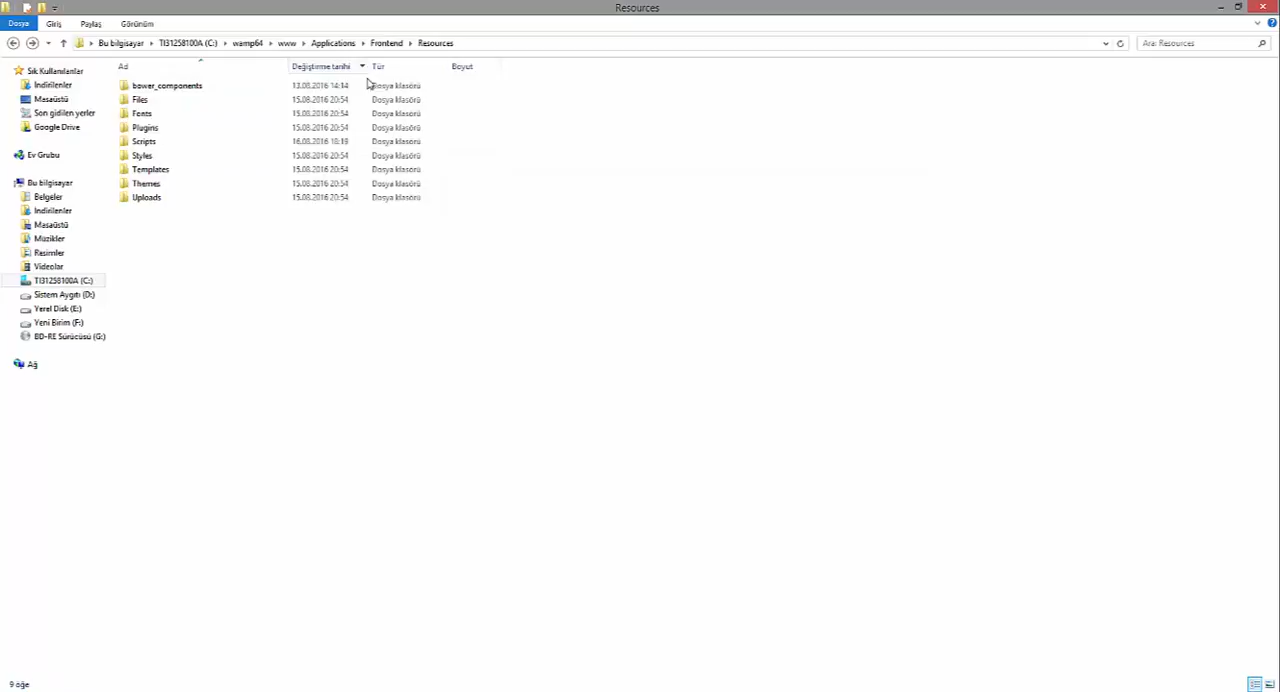 Resources
Dosya Giriş Paylaş Görünüm
Bu bilgisayar TI31258100A (C:) wamp64 www Applications Frontend Resources
Ara: Resources
Sık Kullanılanlar
İndirilenler
Masaüstü
Son gidilen yerler
Google Drive
Ev Grubu
Bu bilgisayar
Belgeler
İndirilenler
Masaüstü
Müzikler
Resimler
Videolar
TI31258100A (C:)
Sistem Aygıtı (D:)
Yerel Disk (E:)
Yeni Birim (F:)
BD-RE Sürücüsü (G:)
Ağ
Ad Değiştirme tarihi Tür Boyut
bower_components 13.08.2016 14:14 Dosya klasörü
Files 15.08.2016 20:54 Dosya klasörü
Fonts 15.08.2016 20:54 Dosya klasörü
Plugins 15.08.2016 20:54 Dosya klasörü
Scripts 16.08.2016 18:19 Dosya klasörü
Styles 15.08.2016 20:54 Dosya klasörü
Templates 15.08.2016 20:54 Dosya klasörü
Themes 15.08.2016 20:54 Dosya klasörü
Uploads 15.08.2016 20:54 Dosya klasörü
9 öğe